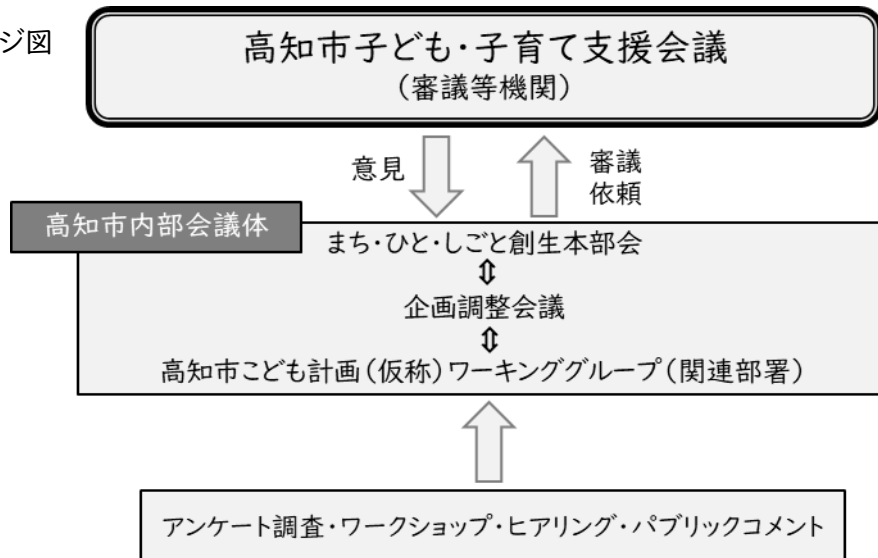 ジ図
高知市子ども・子育て支援会議
（審議等機関）
意見
審議
依頼
高知市内部会議体
まち・ひと・しごと創生本部会
⇕
企画調整会議
⇕
高知市こども計画（仮称）ワーキンググループ（関連部署）
アンケート調査・ワークショップ・ヒアリング・パブリックコメント